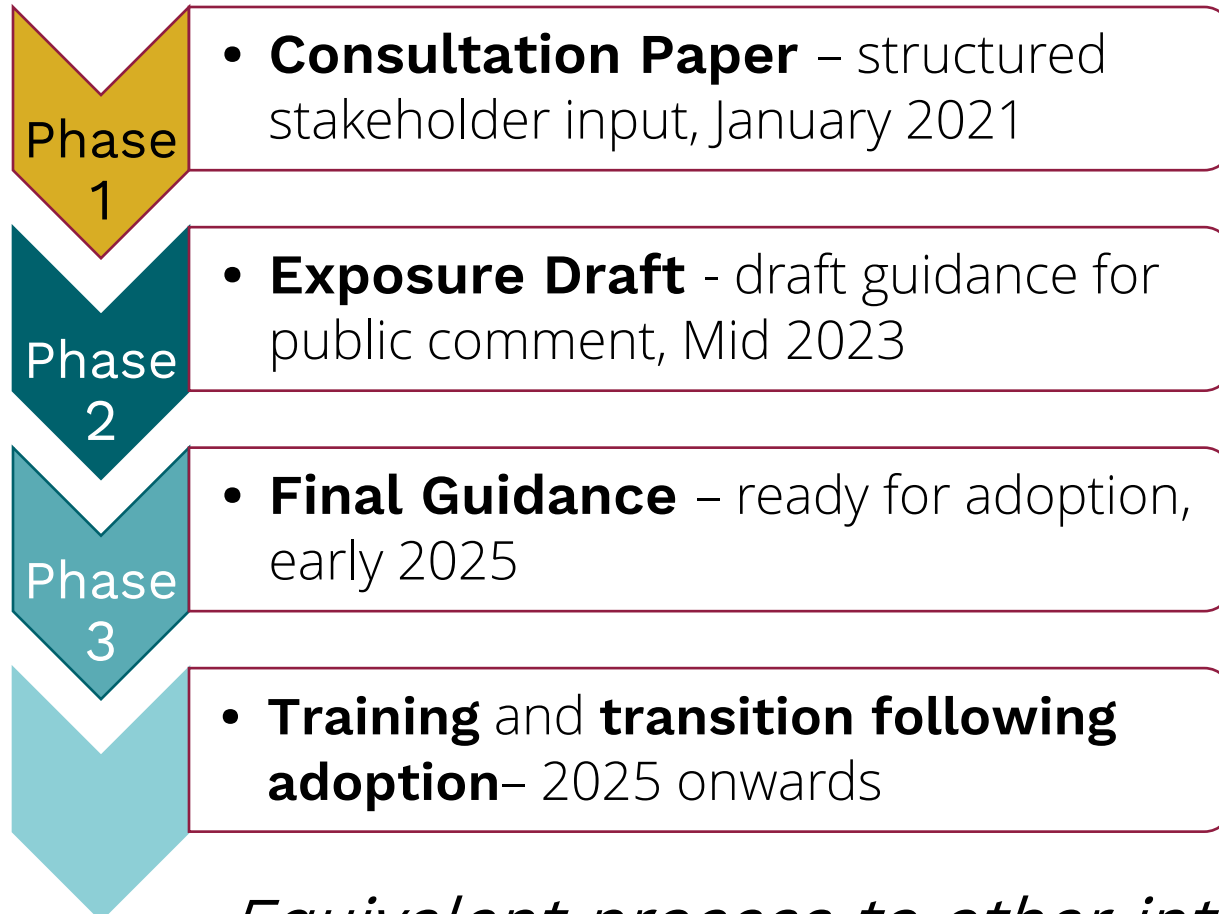 Phase
1
• Consultation Paper – structured
stakeholder input, January 2021
Phase
2
• Exposure Draft - draft guidance for
public comment, Mid 2023
Phase
3
• Final Guidance – ready for adoption,
early 2025
• Training and transition following
adoption– 2025 onwards
Equivalent process to other int